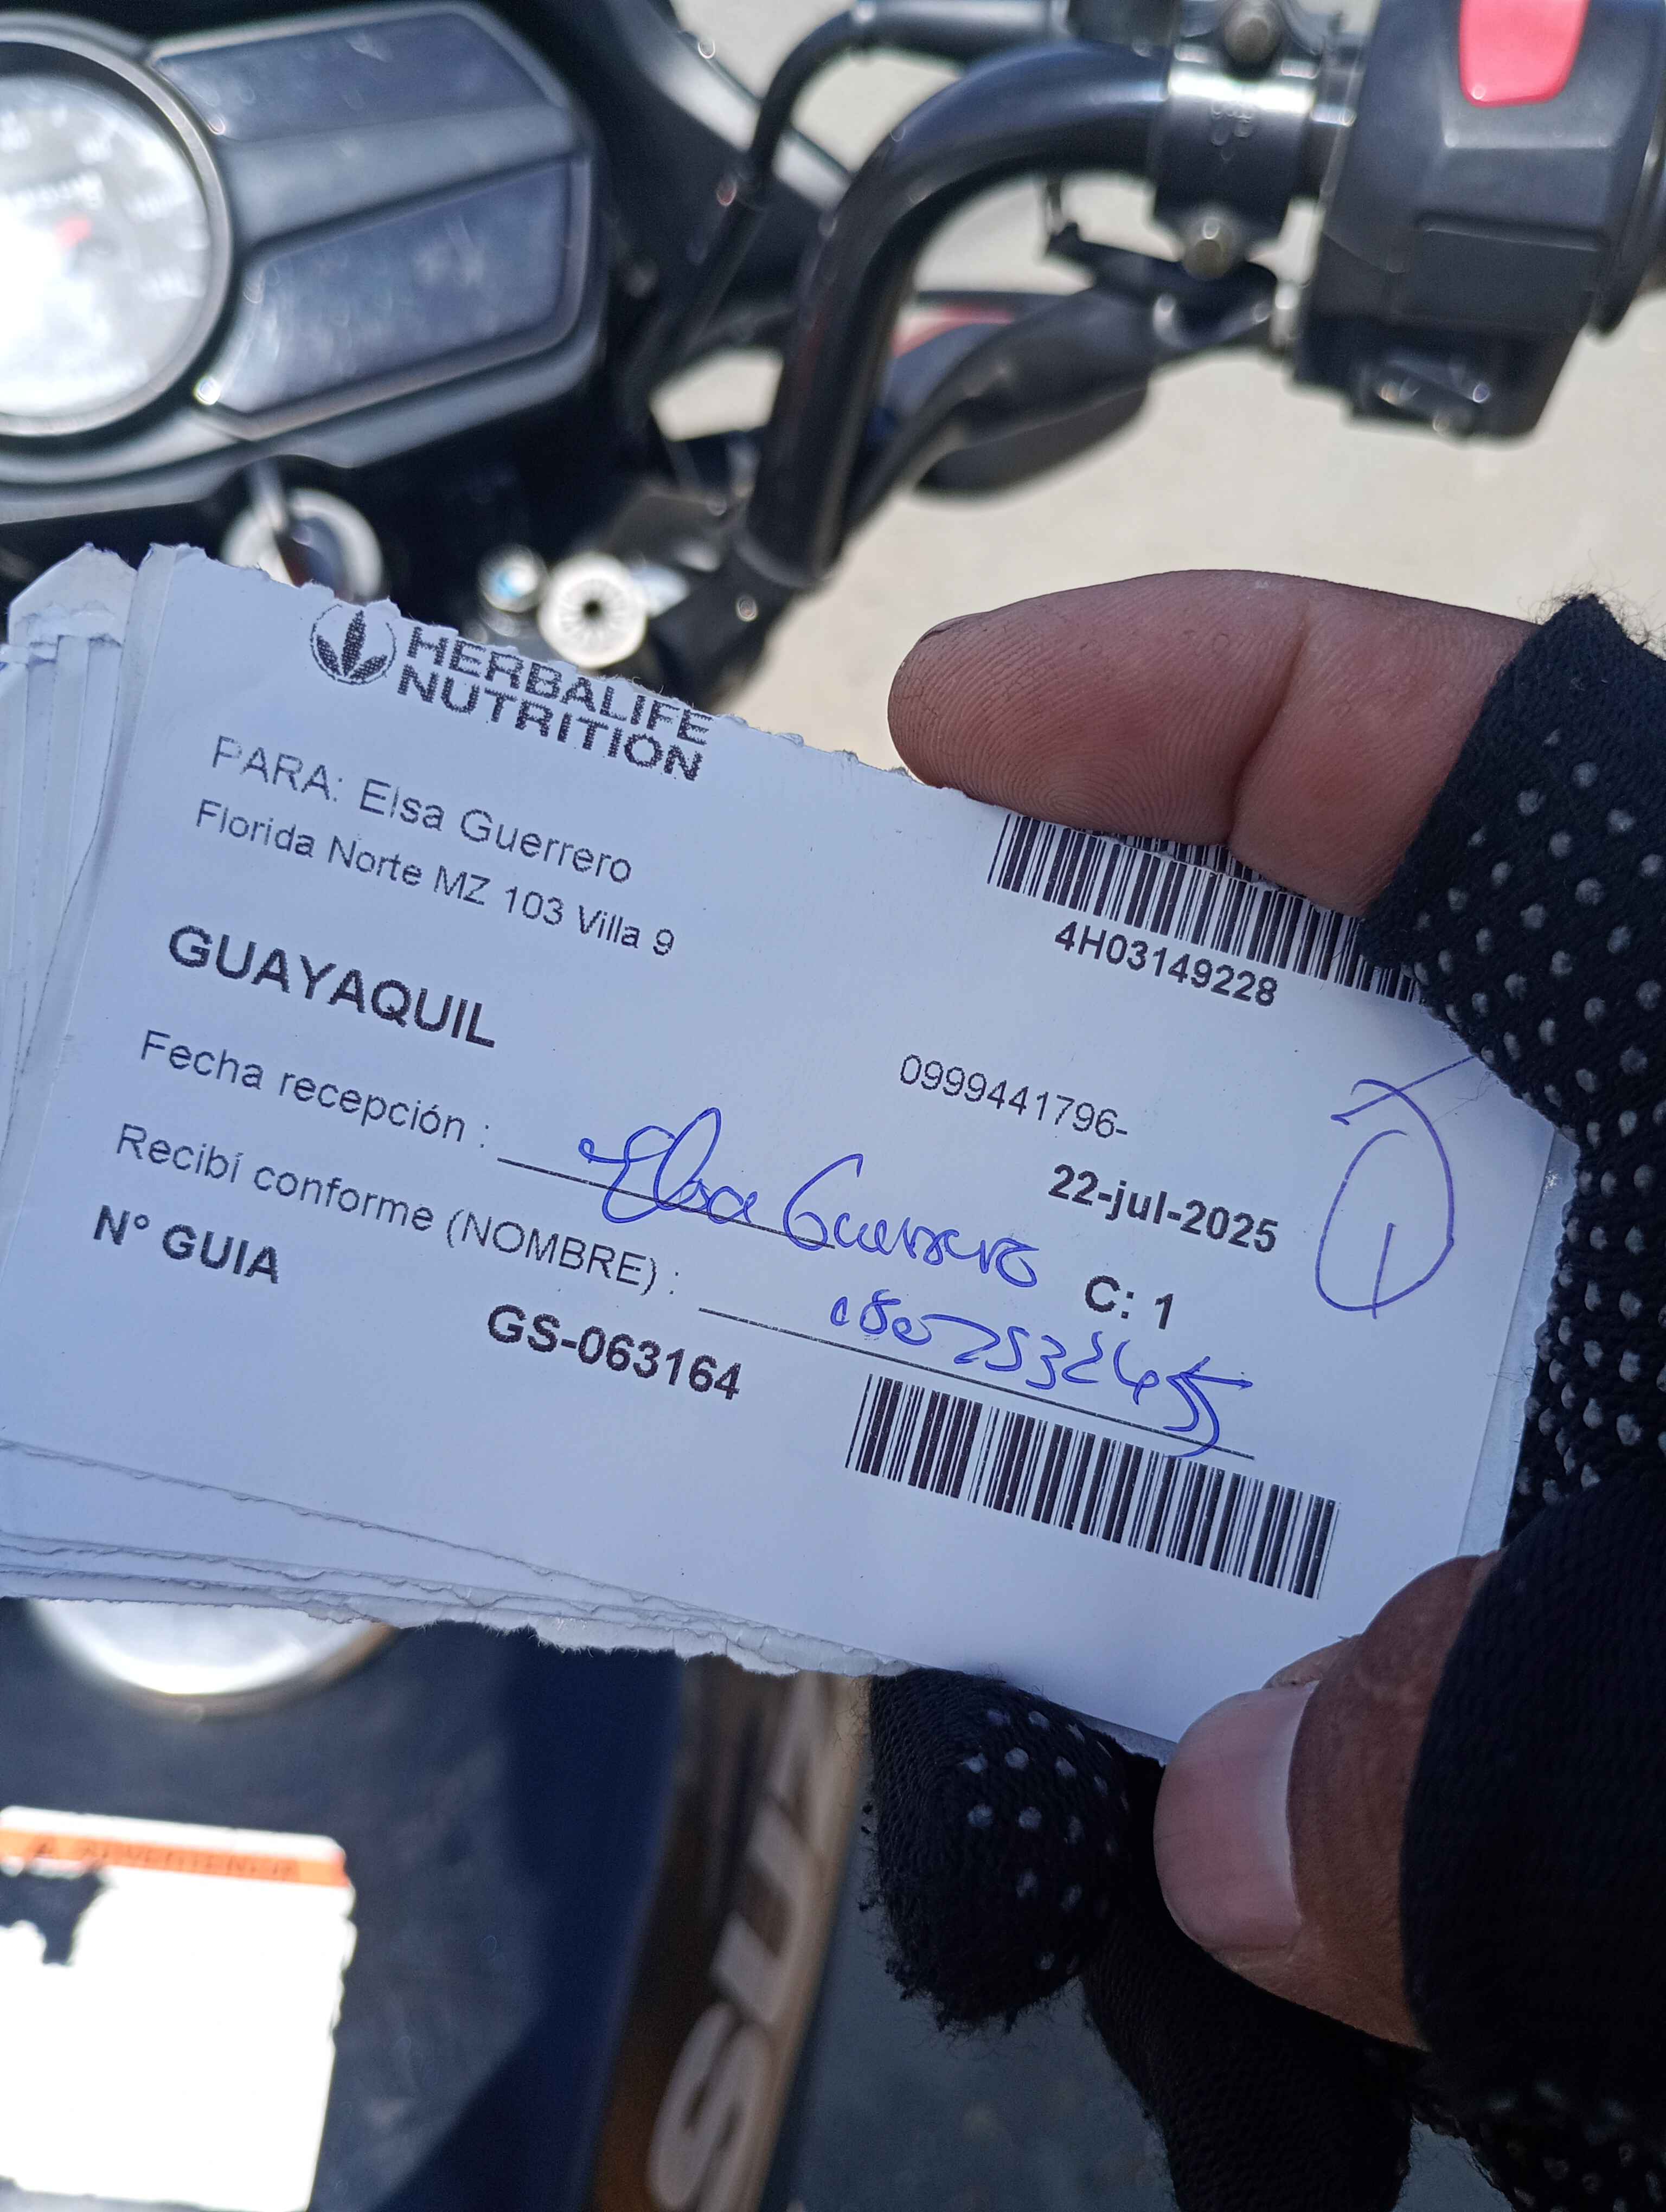 HERBALIFE
NUTRITION
PARA: Elsa Guerrero
Florida Norte MZ 103 Villa 9
4H03149228
GUAYAQUIL
0999441796-
Fecha recepción :
Elsa Guerrero
22-jul-2025
Recibí conforme (NOMBRE) :
C: 1
N° GUIA
GS-063164
ADVERTENCIA